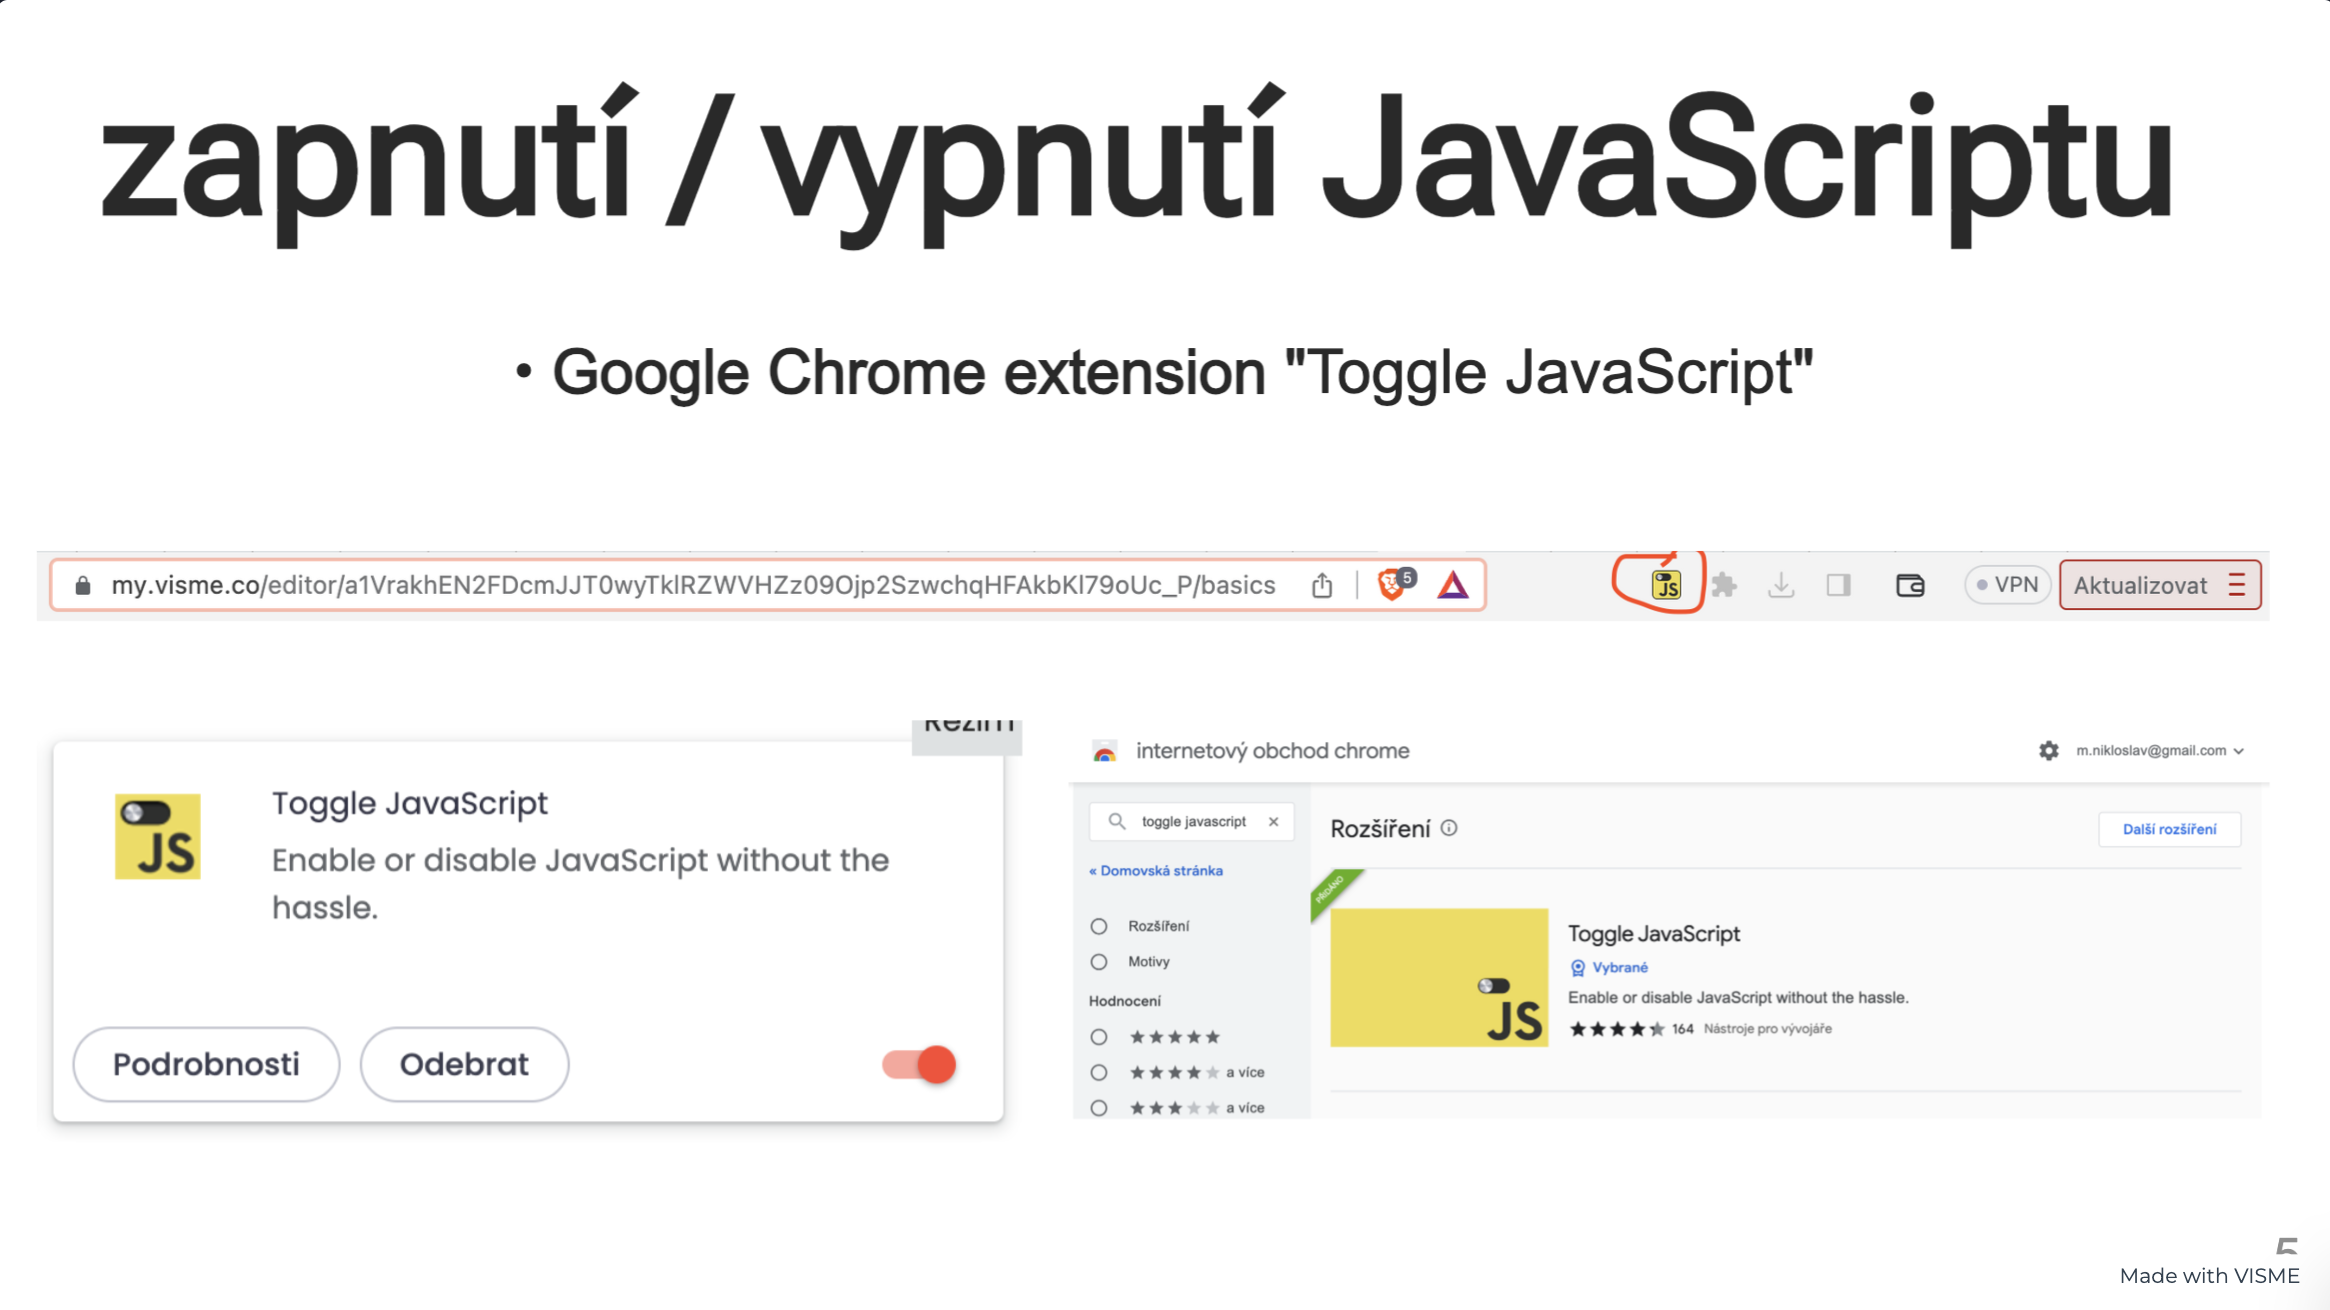 zapnutí / vypnutí JavaScriptu
• Google Chrome extension "Toggle JavaScript"
my.visme.co/editor/a1VrakhEN2FDcmJJT0wyTklRZWVHZz09Ojp2SzwchqHFAkbKl79oUc_P/basics
5
JS
VPN
Aktualizovat
Režim
JS
Toggle JavaScript
Enable or disable JavaScript without the
hassle.
Podrobnosti
Odebrat
internetový obchod chrome
m.nikloslav@gmail.com
toggle javascript
Rozšíření
Další rozšíření
« Domovská stránka
PŘIDÁNO
Rozšíření
Motivy
Hodnocení
a více
a více
JS
Toggle JavaScript
Vybrané
Enable or disable JavaScript without the hassle.
164 Nástroje pro vývojáře
5
Made with VISME